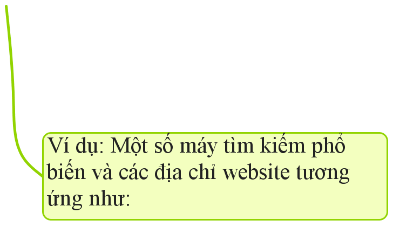 Ví dụ: Một số máy tìm kiếm phổ
biến và các địa chỉ website tương
ứng như: